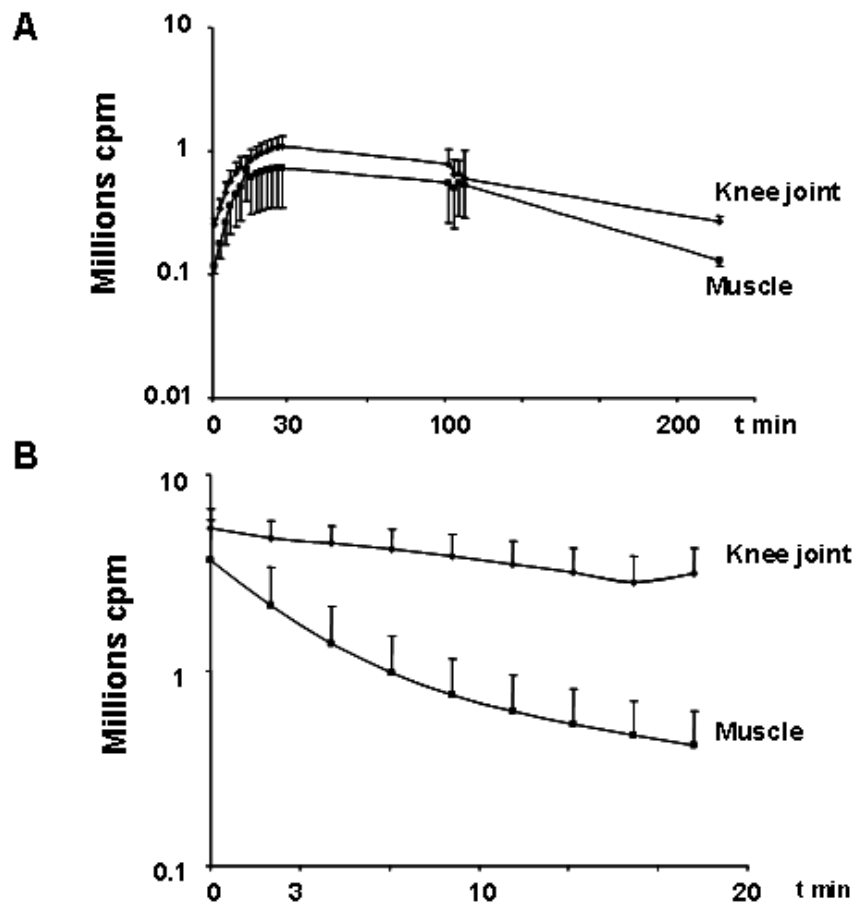 A
Millions cpm
10
1
0.1
0.01
Knee joint
Muscle
0 30 100 200 t min
B
Millions cpm
10
1
0.1
Knee joint
Muscle
0 3 10 20 t min